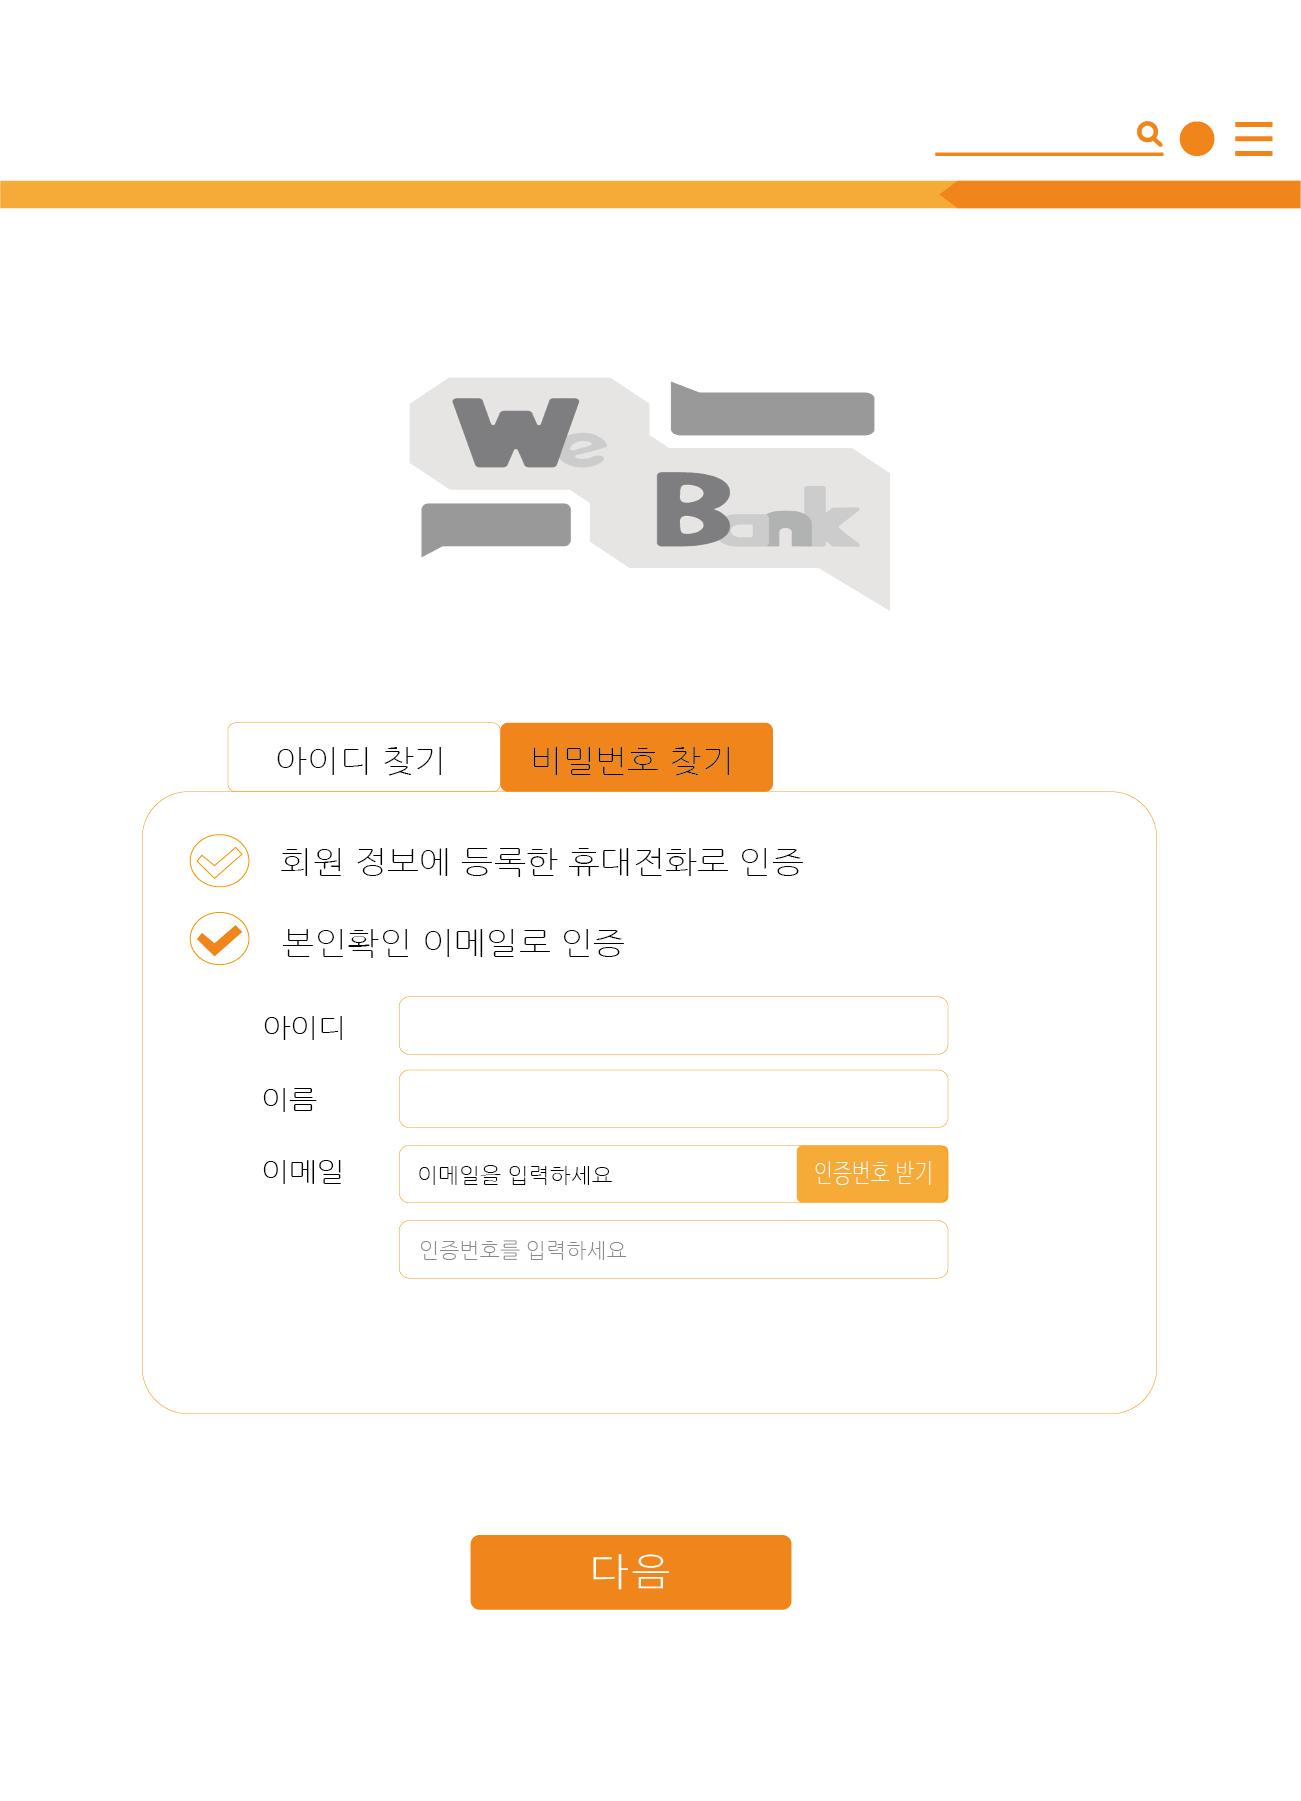 We
Bank
아이디 찾기
비밀번호 찾기
회원 정보에 등록한 휴대전화로 인증
본인확인 이메일로 인증
아이디
이름
이메일
이메일을 입력하세요
인증번호 받기
인증번호를 입력하세요
다음